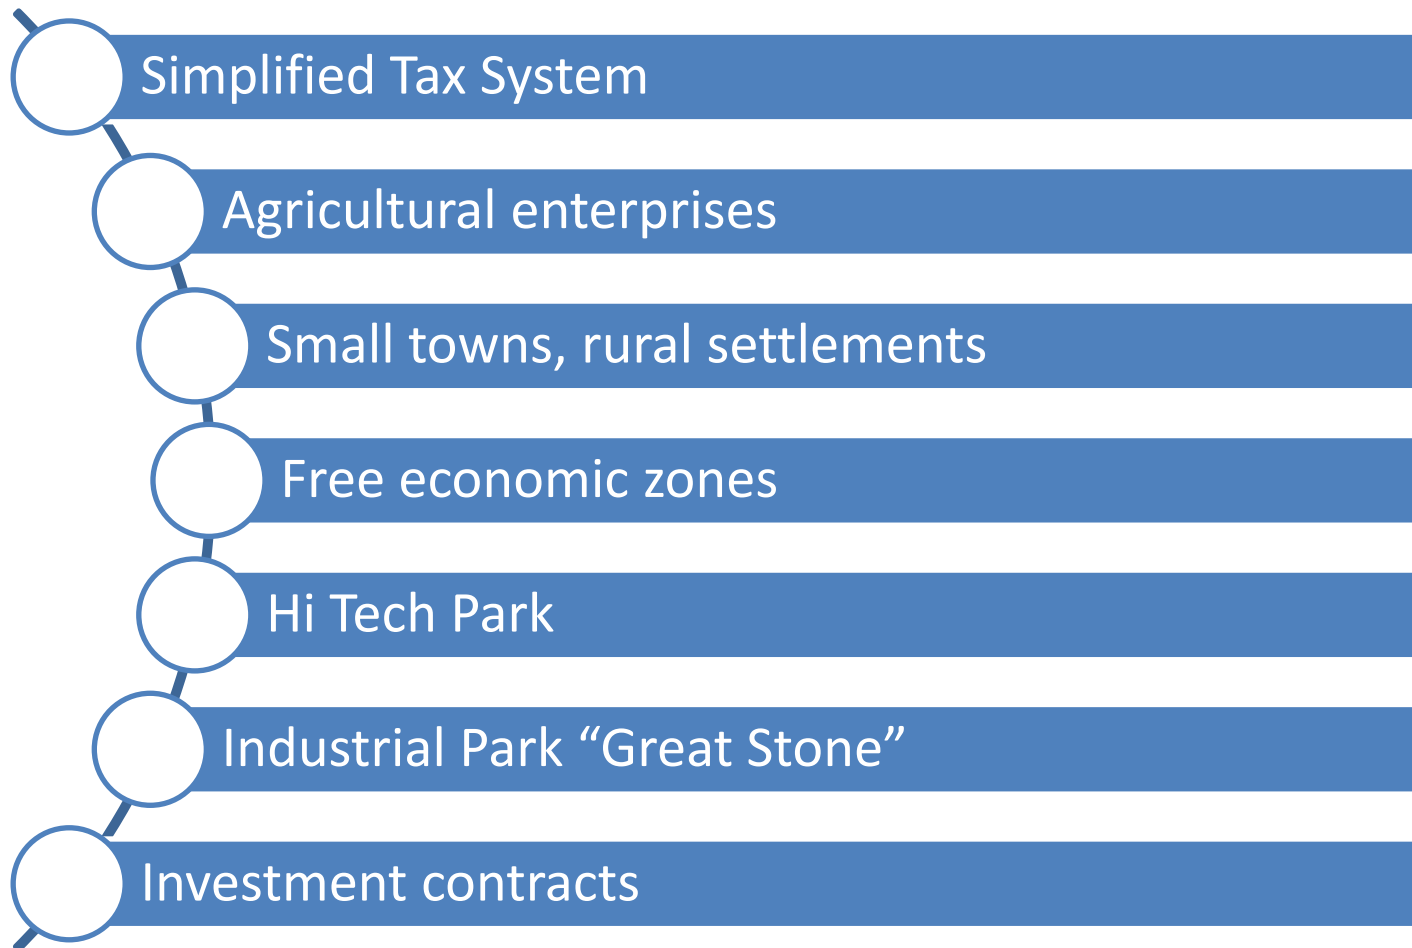 Simplified Tax System
Agricultural enterprises
Small towns, rural settlements
Free economic zones
Hi Tech Park
Industrial Park “Great Stone”
Investment contracts